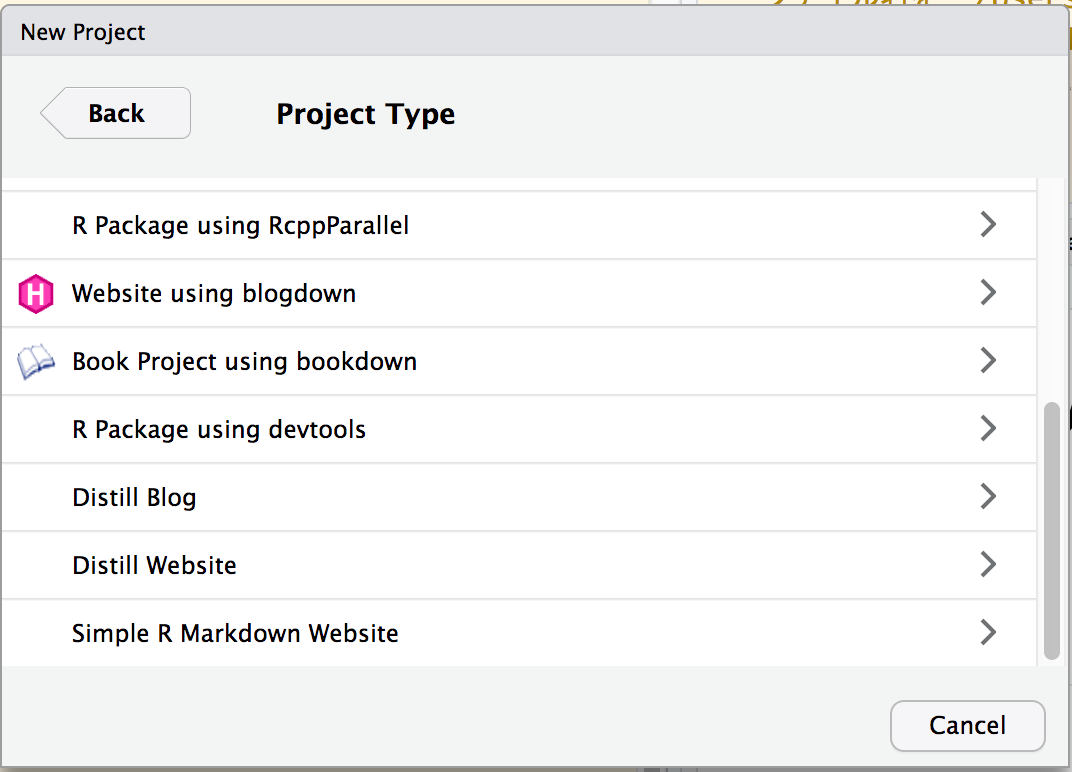 New Project
Back
Project Type
R Package using RcppParallel
H
Website using blogdown
Book Project using bookdown
R Package using devtools
Distill Blog
Distill Website
Simple R Markdown Website
Cancel